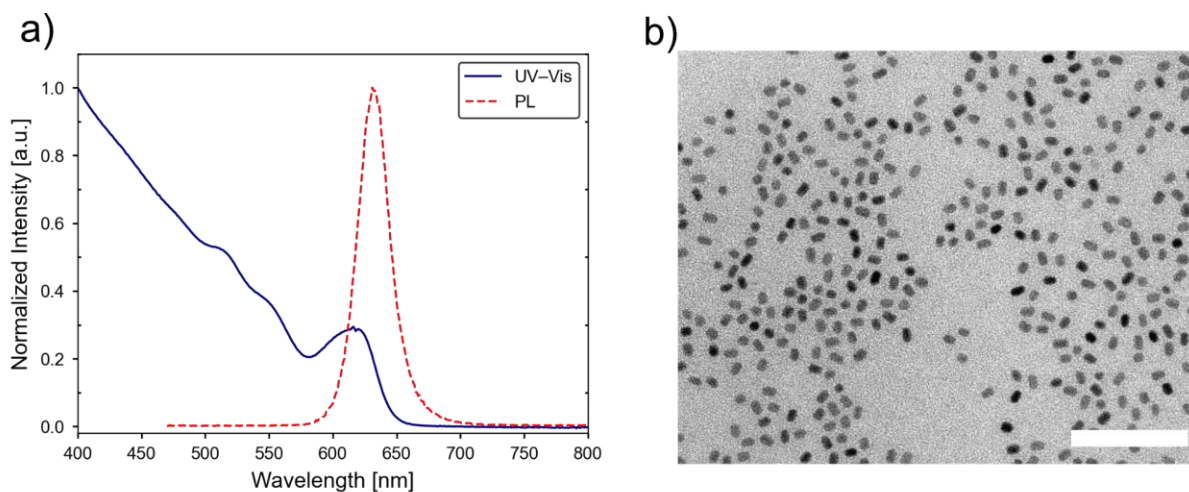 a)
UV–Vis
PL
Normalized Intensity [a.u.]
1.0
0.8
0.6
0.4
0.2
0.0
400 450 500 550 600 650 700 750 800
Wavelength [nm]
b)